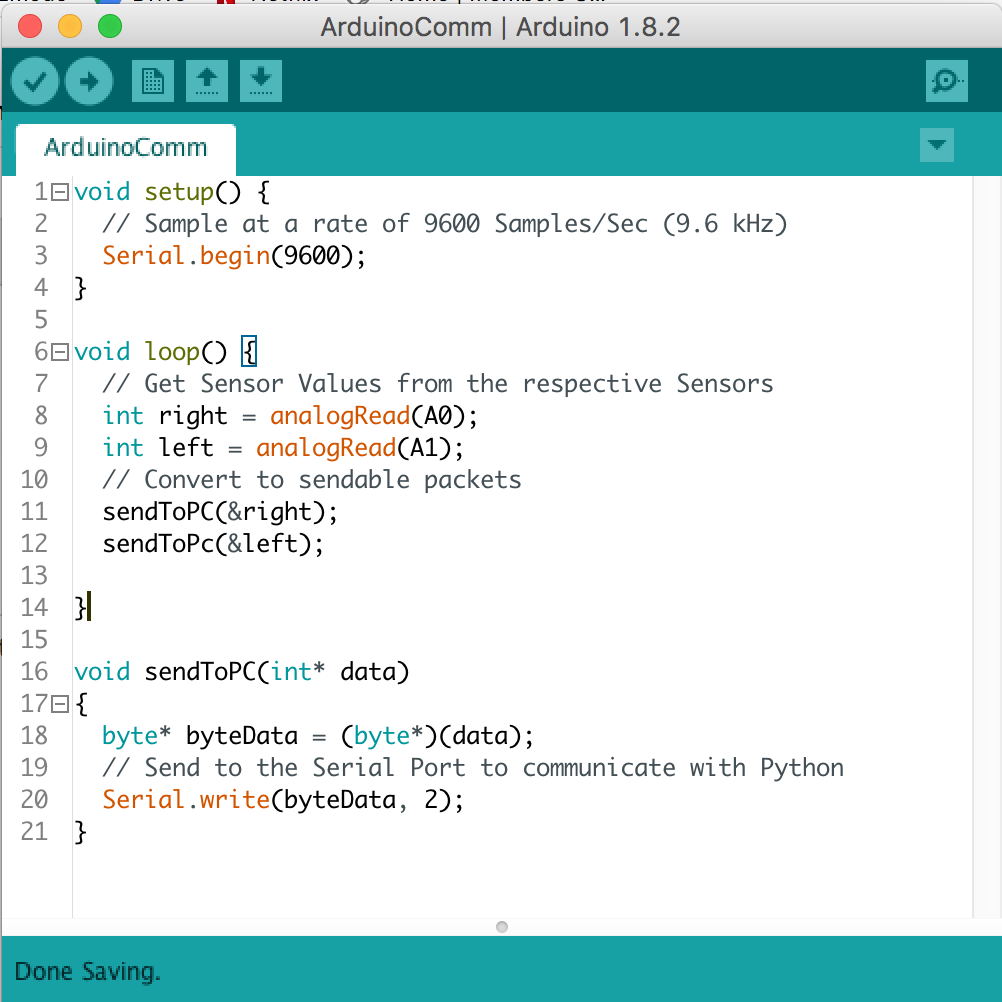 ArduinoComm | Arduino 1.8.2
ArduinoComm
1 void setup() {
2   // Sample at a rate of 9600 Samples/Sec (9.6 kHz)
3   Serial.begin(9600);
4 }
5
6 void loop() {
7   // Get Sensor Values from the respective Sensors
8   int right = analogRead(A0);
9   int left = analogRead(A1);
10   // Convert to sendable packets
11   sendToPC(&right);
12   sendToPc(&left);
13
14 }
15
16 void sendToPC(int* data)
17 {
18   byte* byteData = (byte*)(data);
19   // Send to the Serial Port to communicate with Python
20   Serial.write(byteData, 2);
21 }
Done Saving.